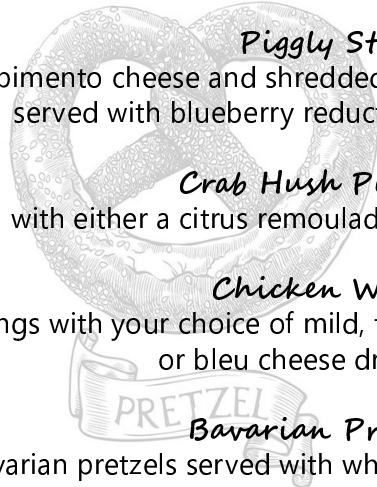 Piggly St
pimento cheese and shredded
served with blueberry reduct
Crab Hush P
with either a citrus remoulad
Chicken W
ngs with your choice of mild,
or bleu cheese dr
PRETZEL
Bavarian Pr
varian pretzels served with wh